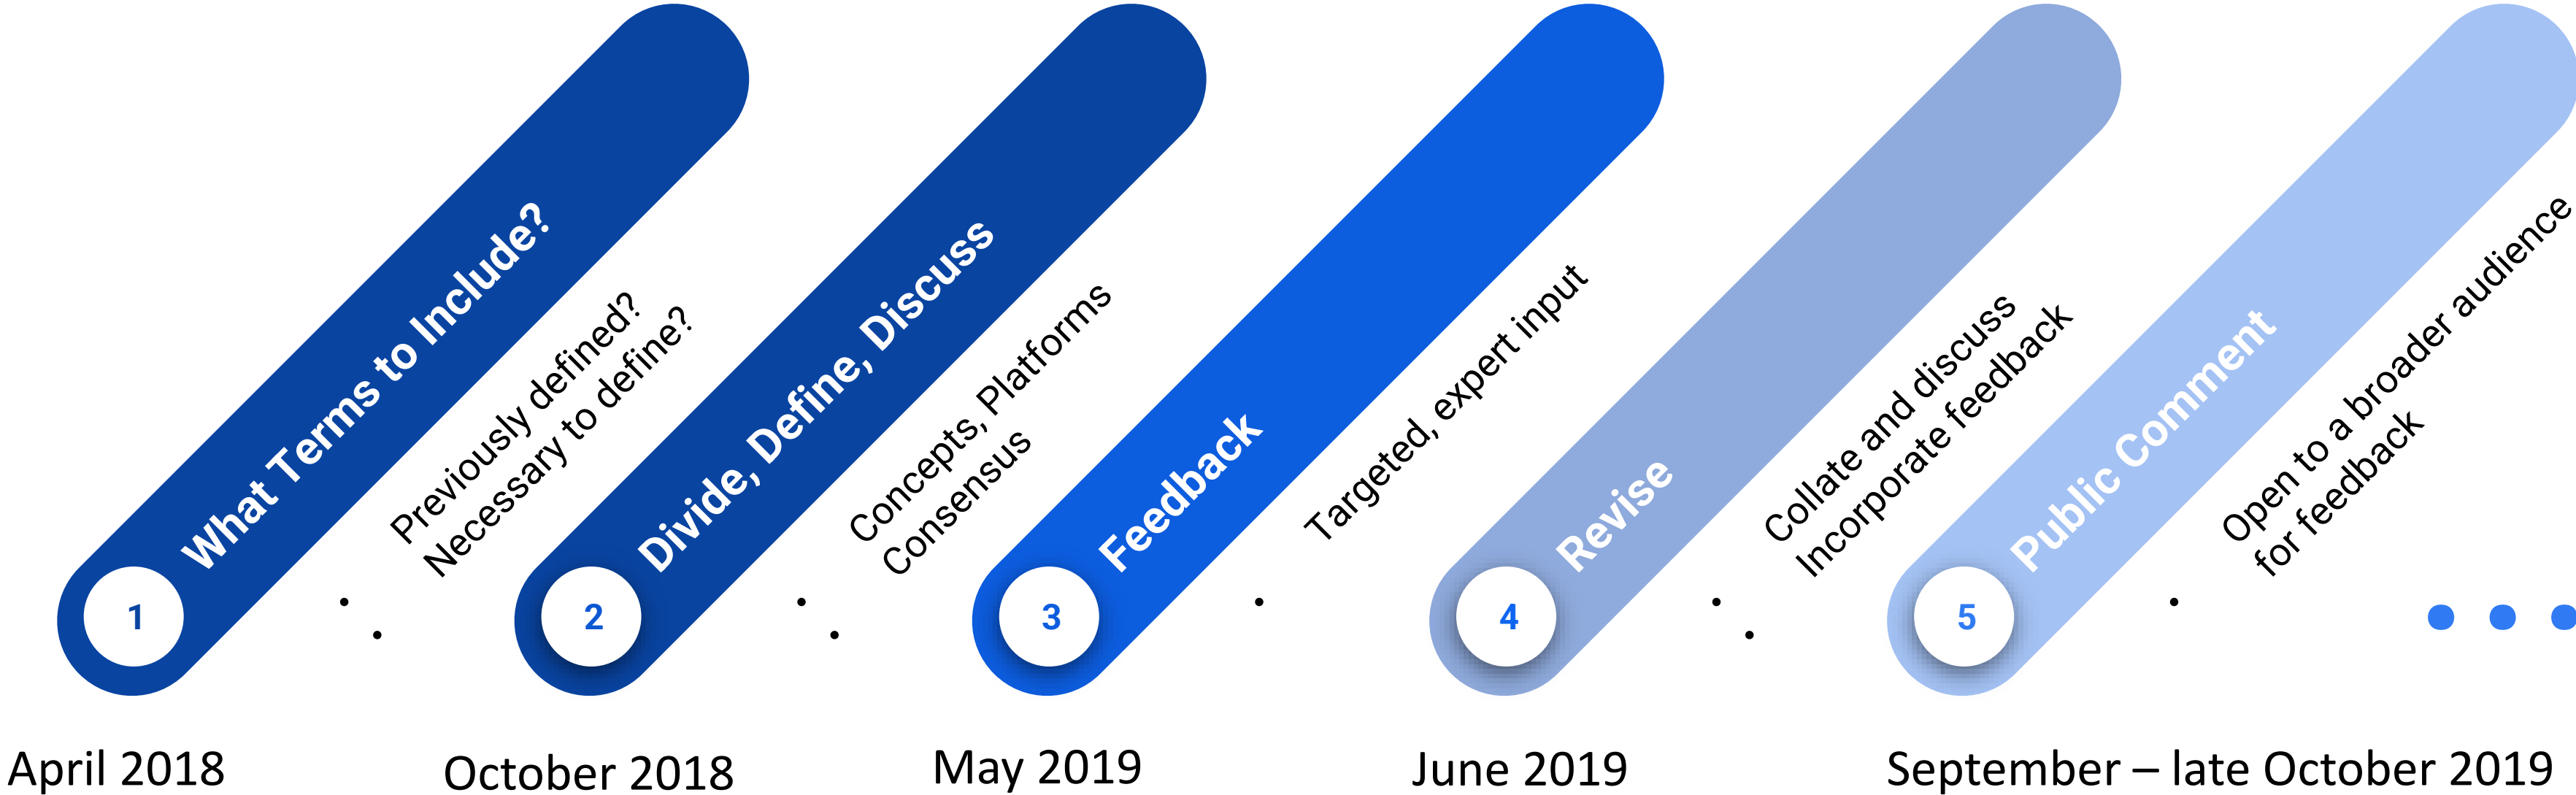 1
What Terms to Include?
• Previously defined?
• Necessary to define?
April 2018
2
Divide, Define, Discuss
• Concepts, Platforms
• Consensus
October 2018
3
Feedback
• Targeted, expert input
May 2019
4
Revise
• Collate and discuss
• Incorporate feedback
June 2019
5
Public Comment
• Open to a broader audience
for feedback
September – late October 2019